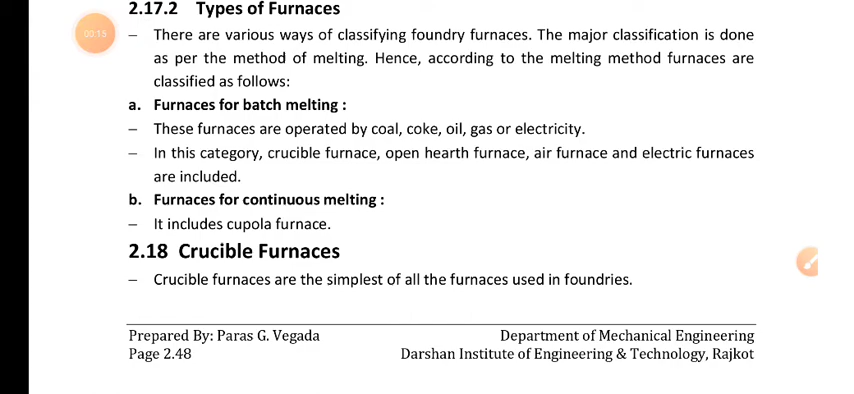 2.17.2 Types of Furnaces
00:15
– There are various ways of classifying foundry furnaces. The major classification is done
as per the method of melting. Hence, according to the melting method furnaces are
classified as follows:
a. Furnaces for batch melting :
– These furnaces are operated by coal, coke, oil, gas or electricity.
– In this category, crucible furnace, open hearth furnace, air furnace and electric furnaces
are included.
b. Furnaces for continuous melting :
– It includes cupola furnace.
2.18 Crucible Furnaces
– Crucible furnaces are the simplest of all the furnaces used in foundries.
Prepared By: Paras G. Vegada Department of Mechanical Engineering
Page 2.48 Darshan Institute of Engineering & Technology, Rajkot